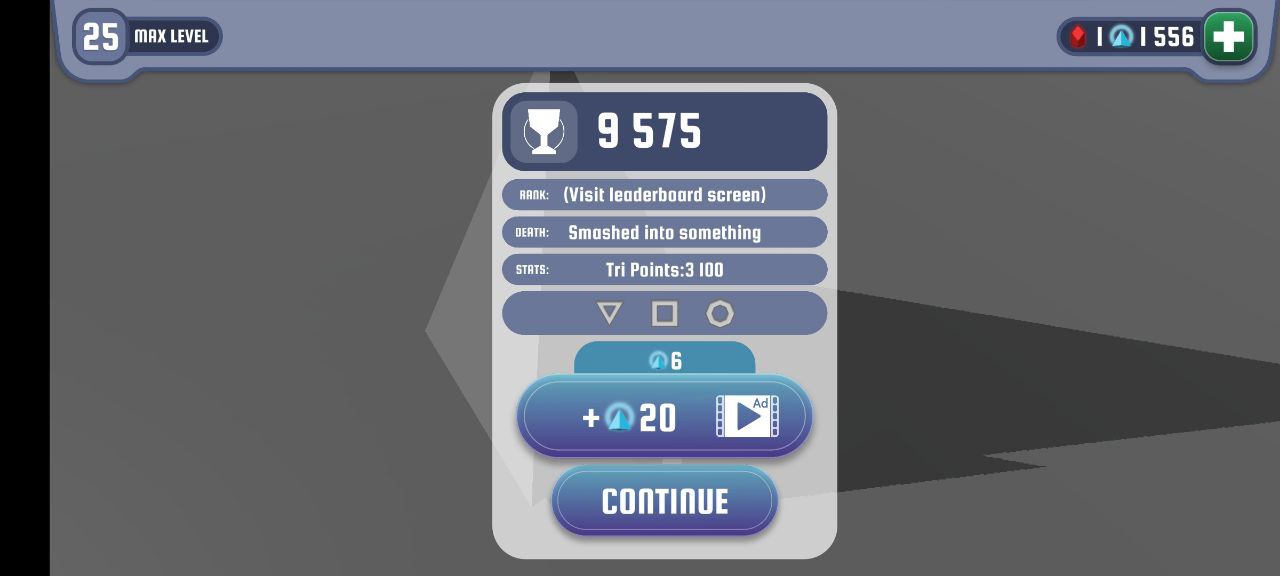 25 MAX LEVEL
1 1 556
9 575
RANK: (Visit leaderboard screen)
DEATH: Smashed into something
STATS: Tri Points:3 100
6
+ 20 Ad
CONTINUE